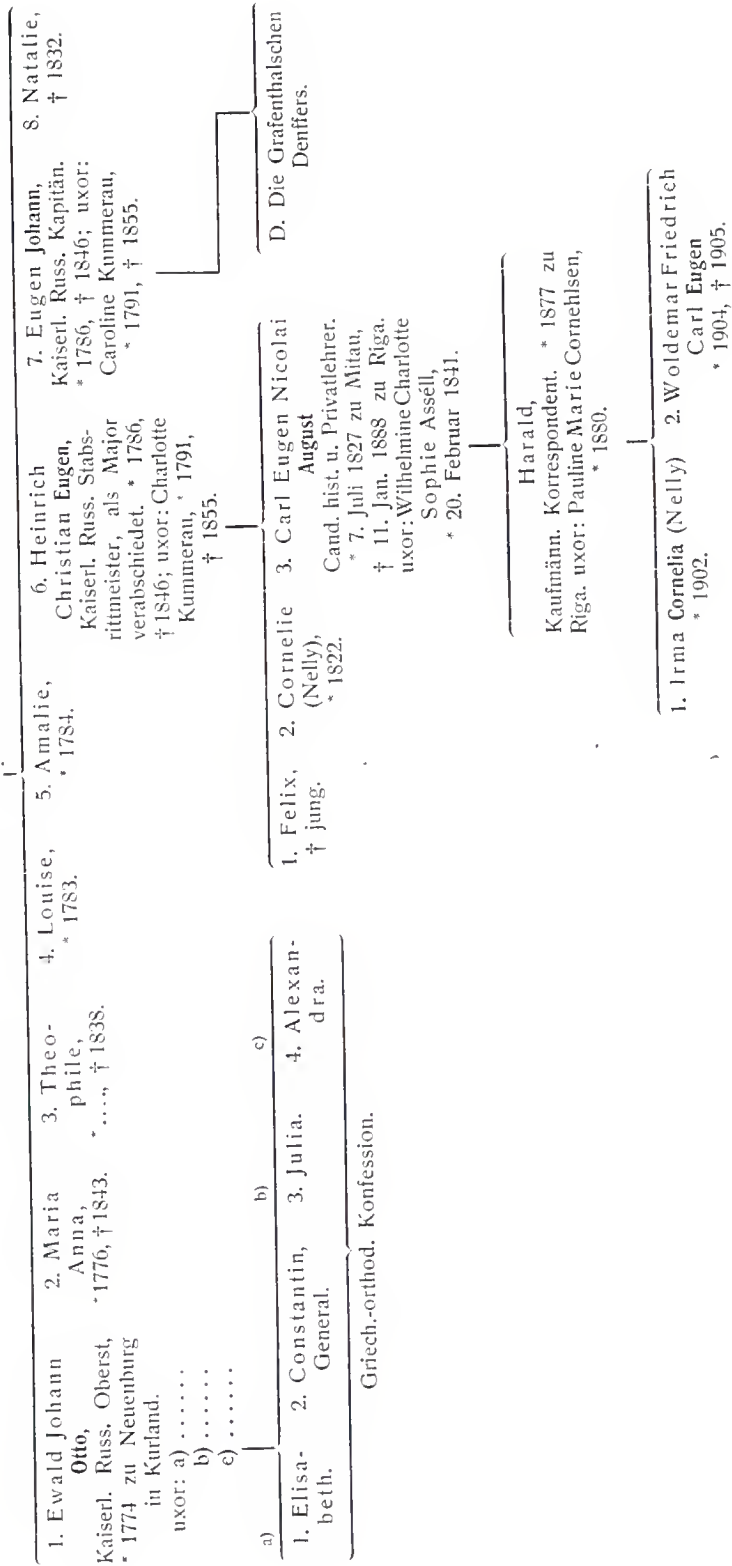 1. Ewald Johann
Otto,
Kaiserl. Russ. Oberst,
* 1774 zu Neuenburg
in Kurland.
uxor: a) ......
b) ......
c) ......
2. Maria
Anna,
* 1776, † 1843.
3. Theo-
phile,
* ...., † 1838.
4. Louise,
* 1783.
5. Amalie,
* 1784.
6. Heinrich
Christian Eugen,
Kaiserl. Russ. Stabs-
rittmeister, als Major
verabschiedet. * 1786,
† 1846; uxor: Charlotte
Kummerau, * 1791,
† 1855.
7. Eugen Johann,
Kaiserl. Russ. Kapitän.
* 1786, † 1846; uxor:
Caroline Kummerau,
* 1791, † 1855.
8. Natalie,
† 1832.
a)
1. Elisa-
beth.
2. Constantin,
General.
b)
3. Julia.
c)
4. Alexan-
dra.
Griech.-orthod. Konfession.
1. Felix,
† jung.
2. Cornelie
(Nelly),
* 1822.
3. Carl Eugen Nicolai
August
Cand. hist. u. Privatlehrer.
* 7. Juli 1827 zu Mitau,
† 11. Jan. 1888 zu Riga.
uxor: Wilhelmine Charlotte
Sophie Asséll,
* 20. Februar 1841.
D. Die Grafenthalschen
Denffers.
Harald,
Kaufmänn. Korrespondent. * 1877 zu
Riga. uxor: Pauline Marie Cornehlsen,
* 1880.
1. Irma Cornelia (Nelly)
* 1902.
2. Woldemar Friedrich
Carl Eugen
* 1904, † 1905.